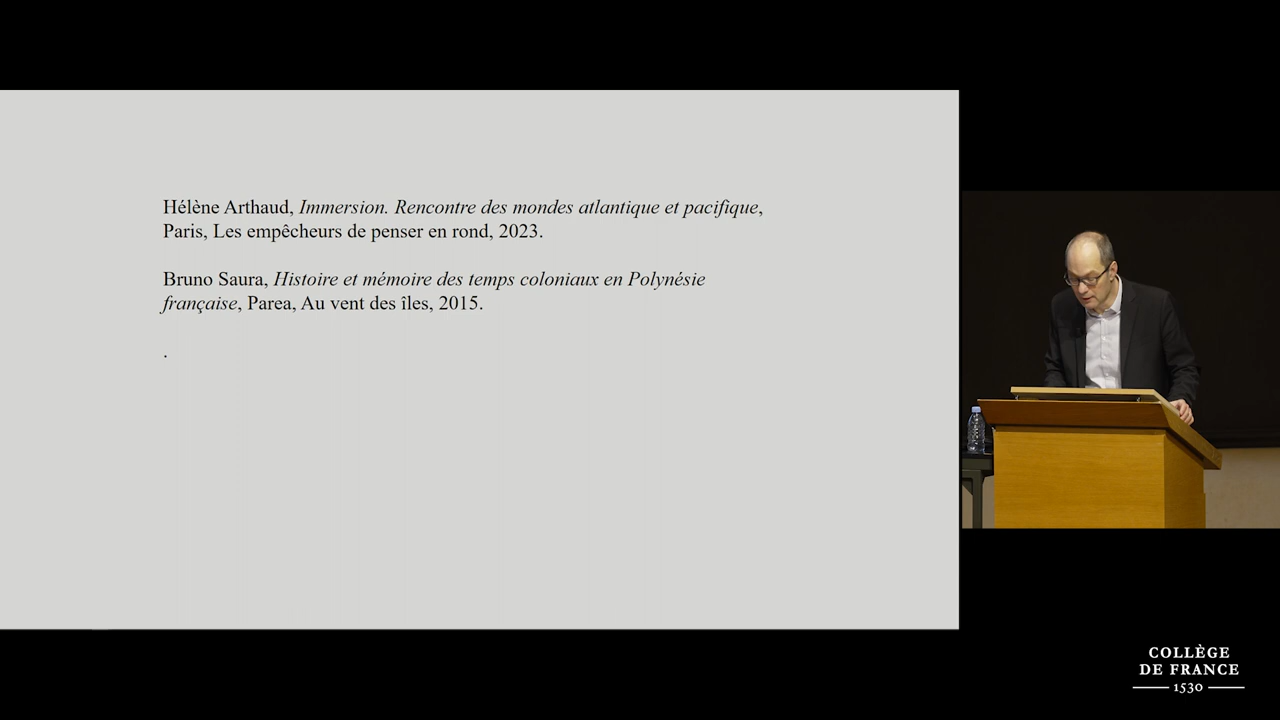 Hélène Arthaud, Immersion. Rencontre des mondes atlantique et pacifique,
Paris, Les empêcheurs de penser en rond, 2023.
Bruno Saura, Histoire et mémoire des temps coloniaux en Polynésie
française, Parea, Au vent des îles, 2015.
.
COLLÈGE
DE FRANCE
1530